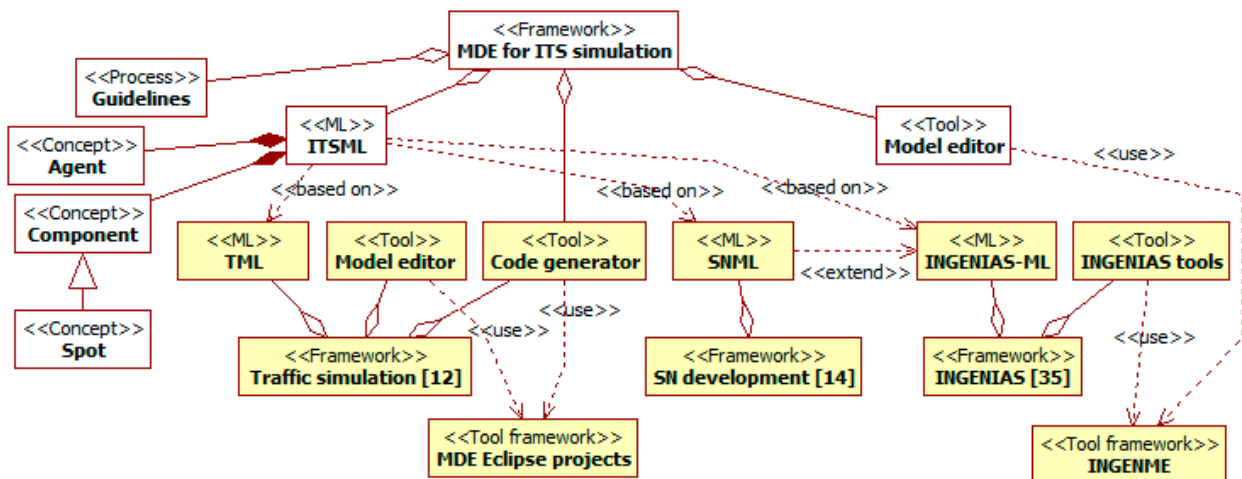 <<Framework>>
MDE for ITS simulation
<<Process>>
Guidelines
<<ML>>
ITSML
<<Tool>>
Model editor
<<Concept>>
Agent
<<use>>
<<based on>>
<<based on>>
<<based on>>
<<Concept>>
Component
<<ML>>
TML
<<Tool>>
Model editor
<<Tool>>
Code generator
<<ML>>
SNML
<<extend>>
<<ML>>
INGENIAS-ML
<<Tool>>
INGENIAS tools
<<use>>
<<use>>
<<use>>
<<Concept>>
Spot
<<Framework>>
Traffic simulation [12]
<<Framework>>
SN development [14]
<<Framework>>
INGENIAS [35]
<<Tool framework>>
MDE Eclipse projects
<<Tool framework>>
INGENME